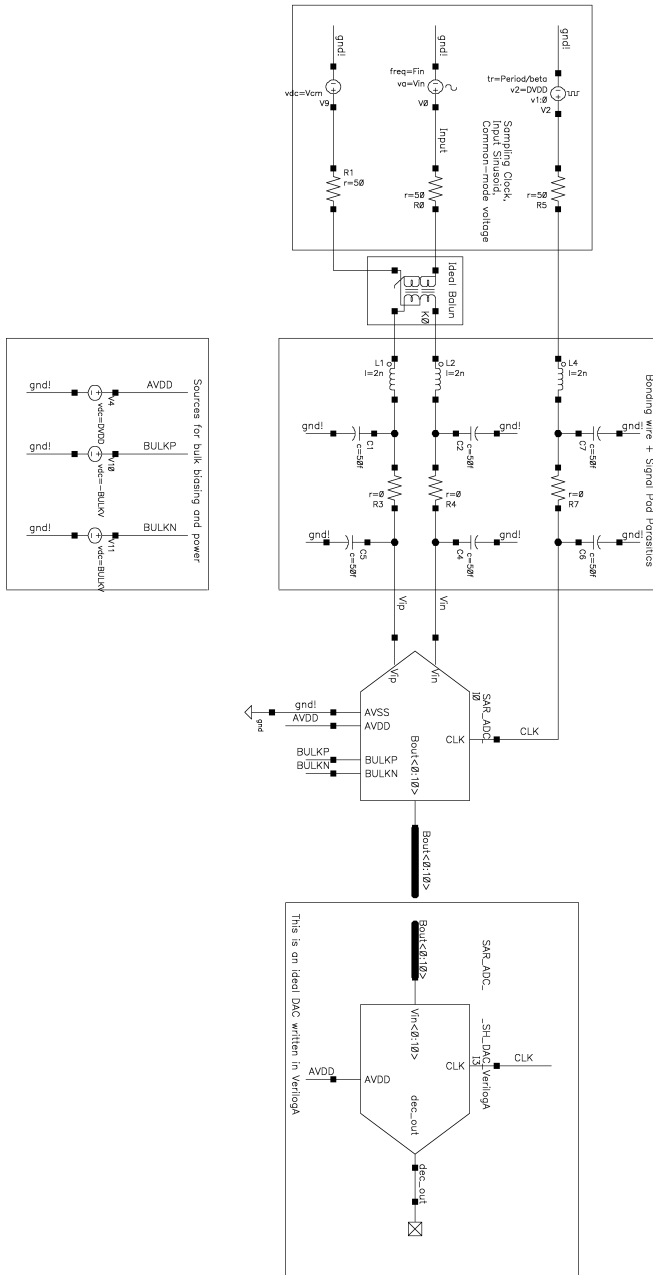 gnd!
gnd!
gnd!
vdc=Vcm
V9
freq=Fin
va=Vin
V0
tr=Period/beta
v2=DVDD
v1:0
V2
Input
Sampling Clock,
Input Sinusoid,
Common-mode voltage
R1
r=50
r=50
R0
r=50
R5
Ideal Balun
K0
Bonding wire + Signal Pad Parasitics
L1
l=2n
L2
l=2n
L4
l=2n
gnd!
C1
c=50f
C2
c=50f
gnd!
C7
c=50f
gnd!
r=0
R3
r=0
R4
r=0
R7
gnd!
C5
c=50f
C4
c=50f
gnd!
C6
c=50f
gnd!
Vip
Vin
Sources for bulk biasing and power
gnd!
V4
vdc=DVDD
AVDD
gnd!
V10
vdc=-BULKV
BULKP
gnd!
V11
vdc=BULKV
BULKN
Vip
Vin
I0
SAR_ADC_
gnd!
gnd
AVSS
AVDD
AVDD
BULKP
BULKP
BULKN
BULKN
Bout<0:10>
CLK
CLK
Bout<0:10>
This is an ideal DAC written in VerilogA
Bout<0:10>
SAR_ADC_
_SH_DAC_VerilogA
I3
Vin<0:10>
CLK
CLK
AVDD
AVDD
dec_out
dec_out